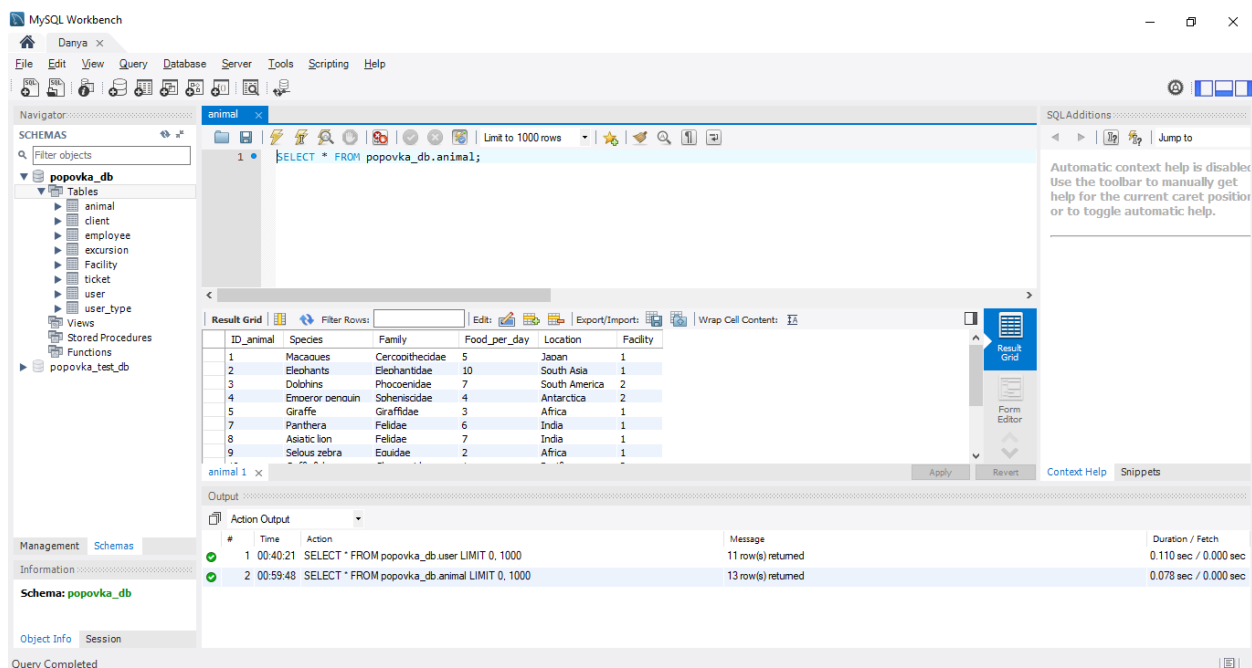 MySQL Workbench
Danya
File Edit View Query Database Server Tools Scripting Help
Navigator
SCHEMAS
Filter objects
popovka_db
Tables
animal
client
employee
excursion
Facility
ticket
user
user_type
Views
Stored Procedures
Functions
popovka_test_db
Management Schemas
Information
Schema: popovka_db
Object Info Session
Query Completed
animal
Limit to 1000 rows
1 SELECT * FROM popovka_db.animal;
Result Grid Filter Rows: Edit: Export/Import: Wrap Cell Content:
ID_animal Species Family Food_per_day Location Facility
1 Macaques Cercopithecidae 5 Japan 1
2 Elephants Elephantidae 10 South Asia 1
3 Dolphins Phocoenidae 7 South America 2
4 Emperor penguin Spheniscidae 4 Antarctica 2
5 Giraffe Giraffidae 3 Africa 1
7 Panthera Felidae 6 India 1
8 Asiatic lion Felidae 7 India 1
9 Selous zebra Equidae 2 Africa 1
Result Grid
Form Editor
animal 1
Apply Revert
SQLAdditions
Jump to
Automatic context help is disabled
Use the toolbar to manually get
help for the current caret position
or to toggle automatic help.
Context Help Snippets
Output
Action Output
# Time Action Message Duration / Fetch
1 00:40:21 SELECT * FROM popovka_db.user LIMIT 0, 1000 11 row(s) returned 0.110 sec / 0.000 sec
2 00:59:48 SELECT * FROM popovka_db.animal LIMIT 0, 1000 13 row(s) returned 0.078 sec / 0.000 sec